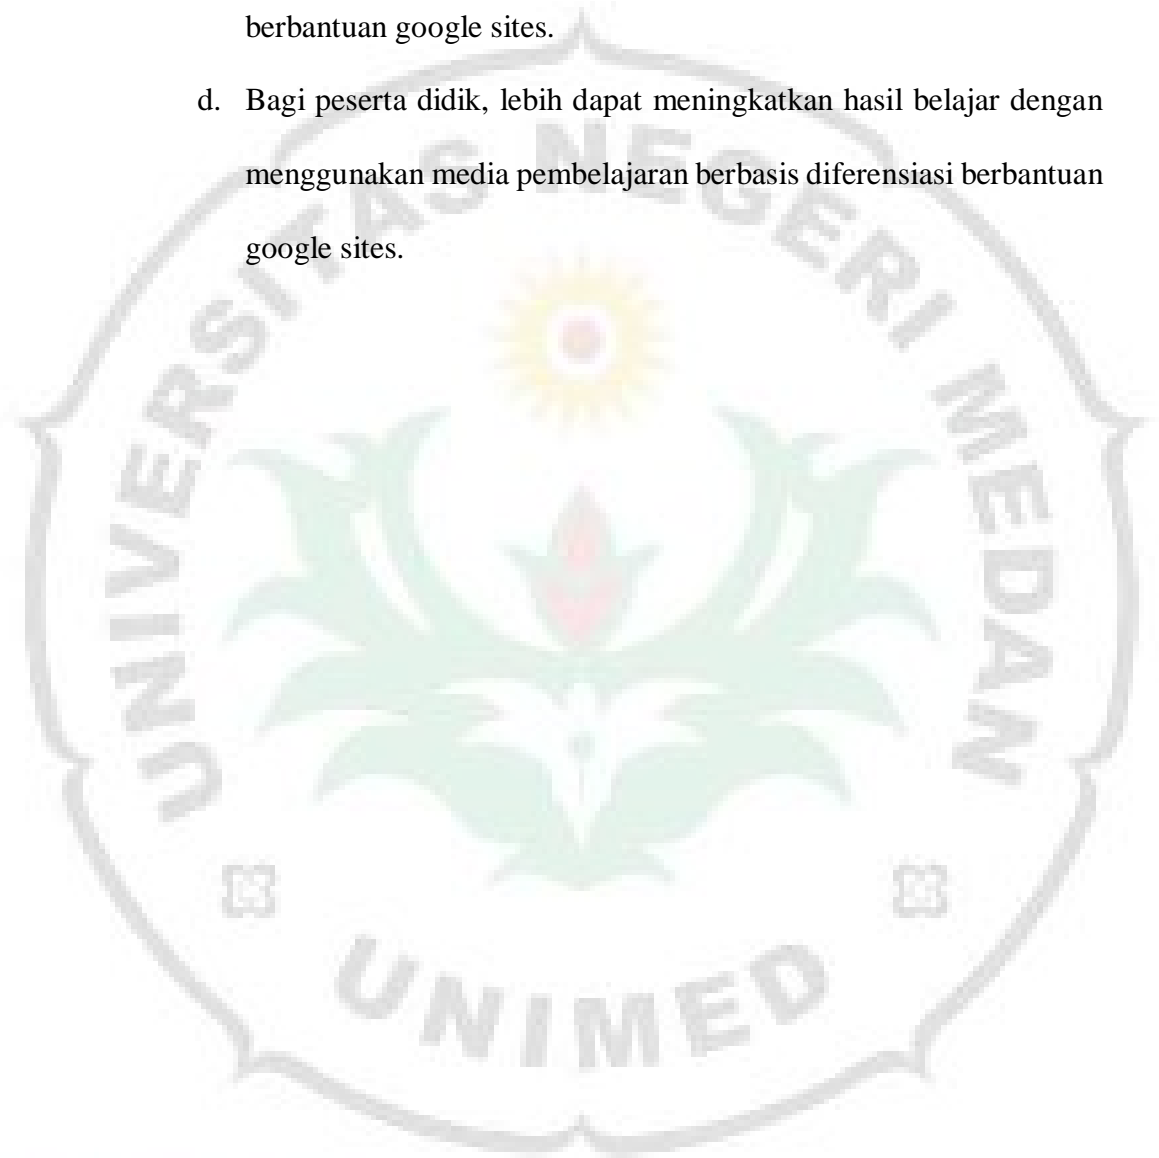 berbantuan google sites.
d. Bagi peserta didik, lebih dapat meningkatkan hasil belajar dengan
menggunakan media pembelajaran berbasis diferensiasi berbantuan
google sites.
UNIVERSITAS NEGERI MEDAN
UNIMED